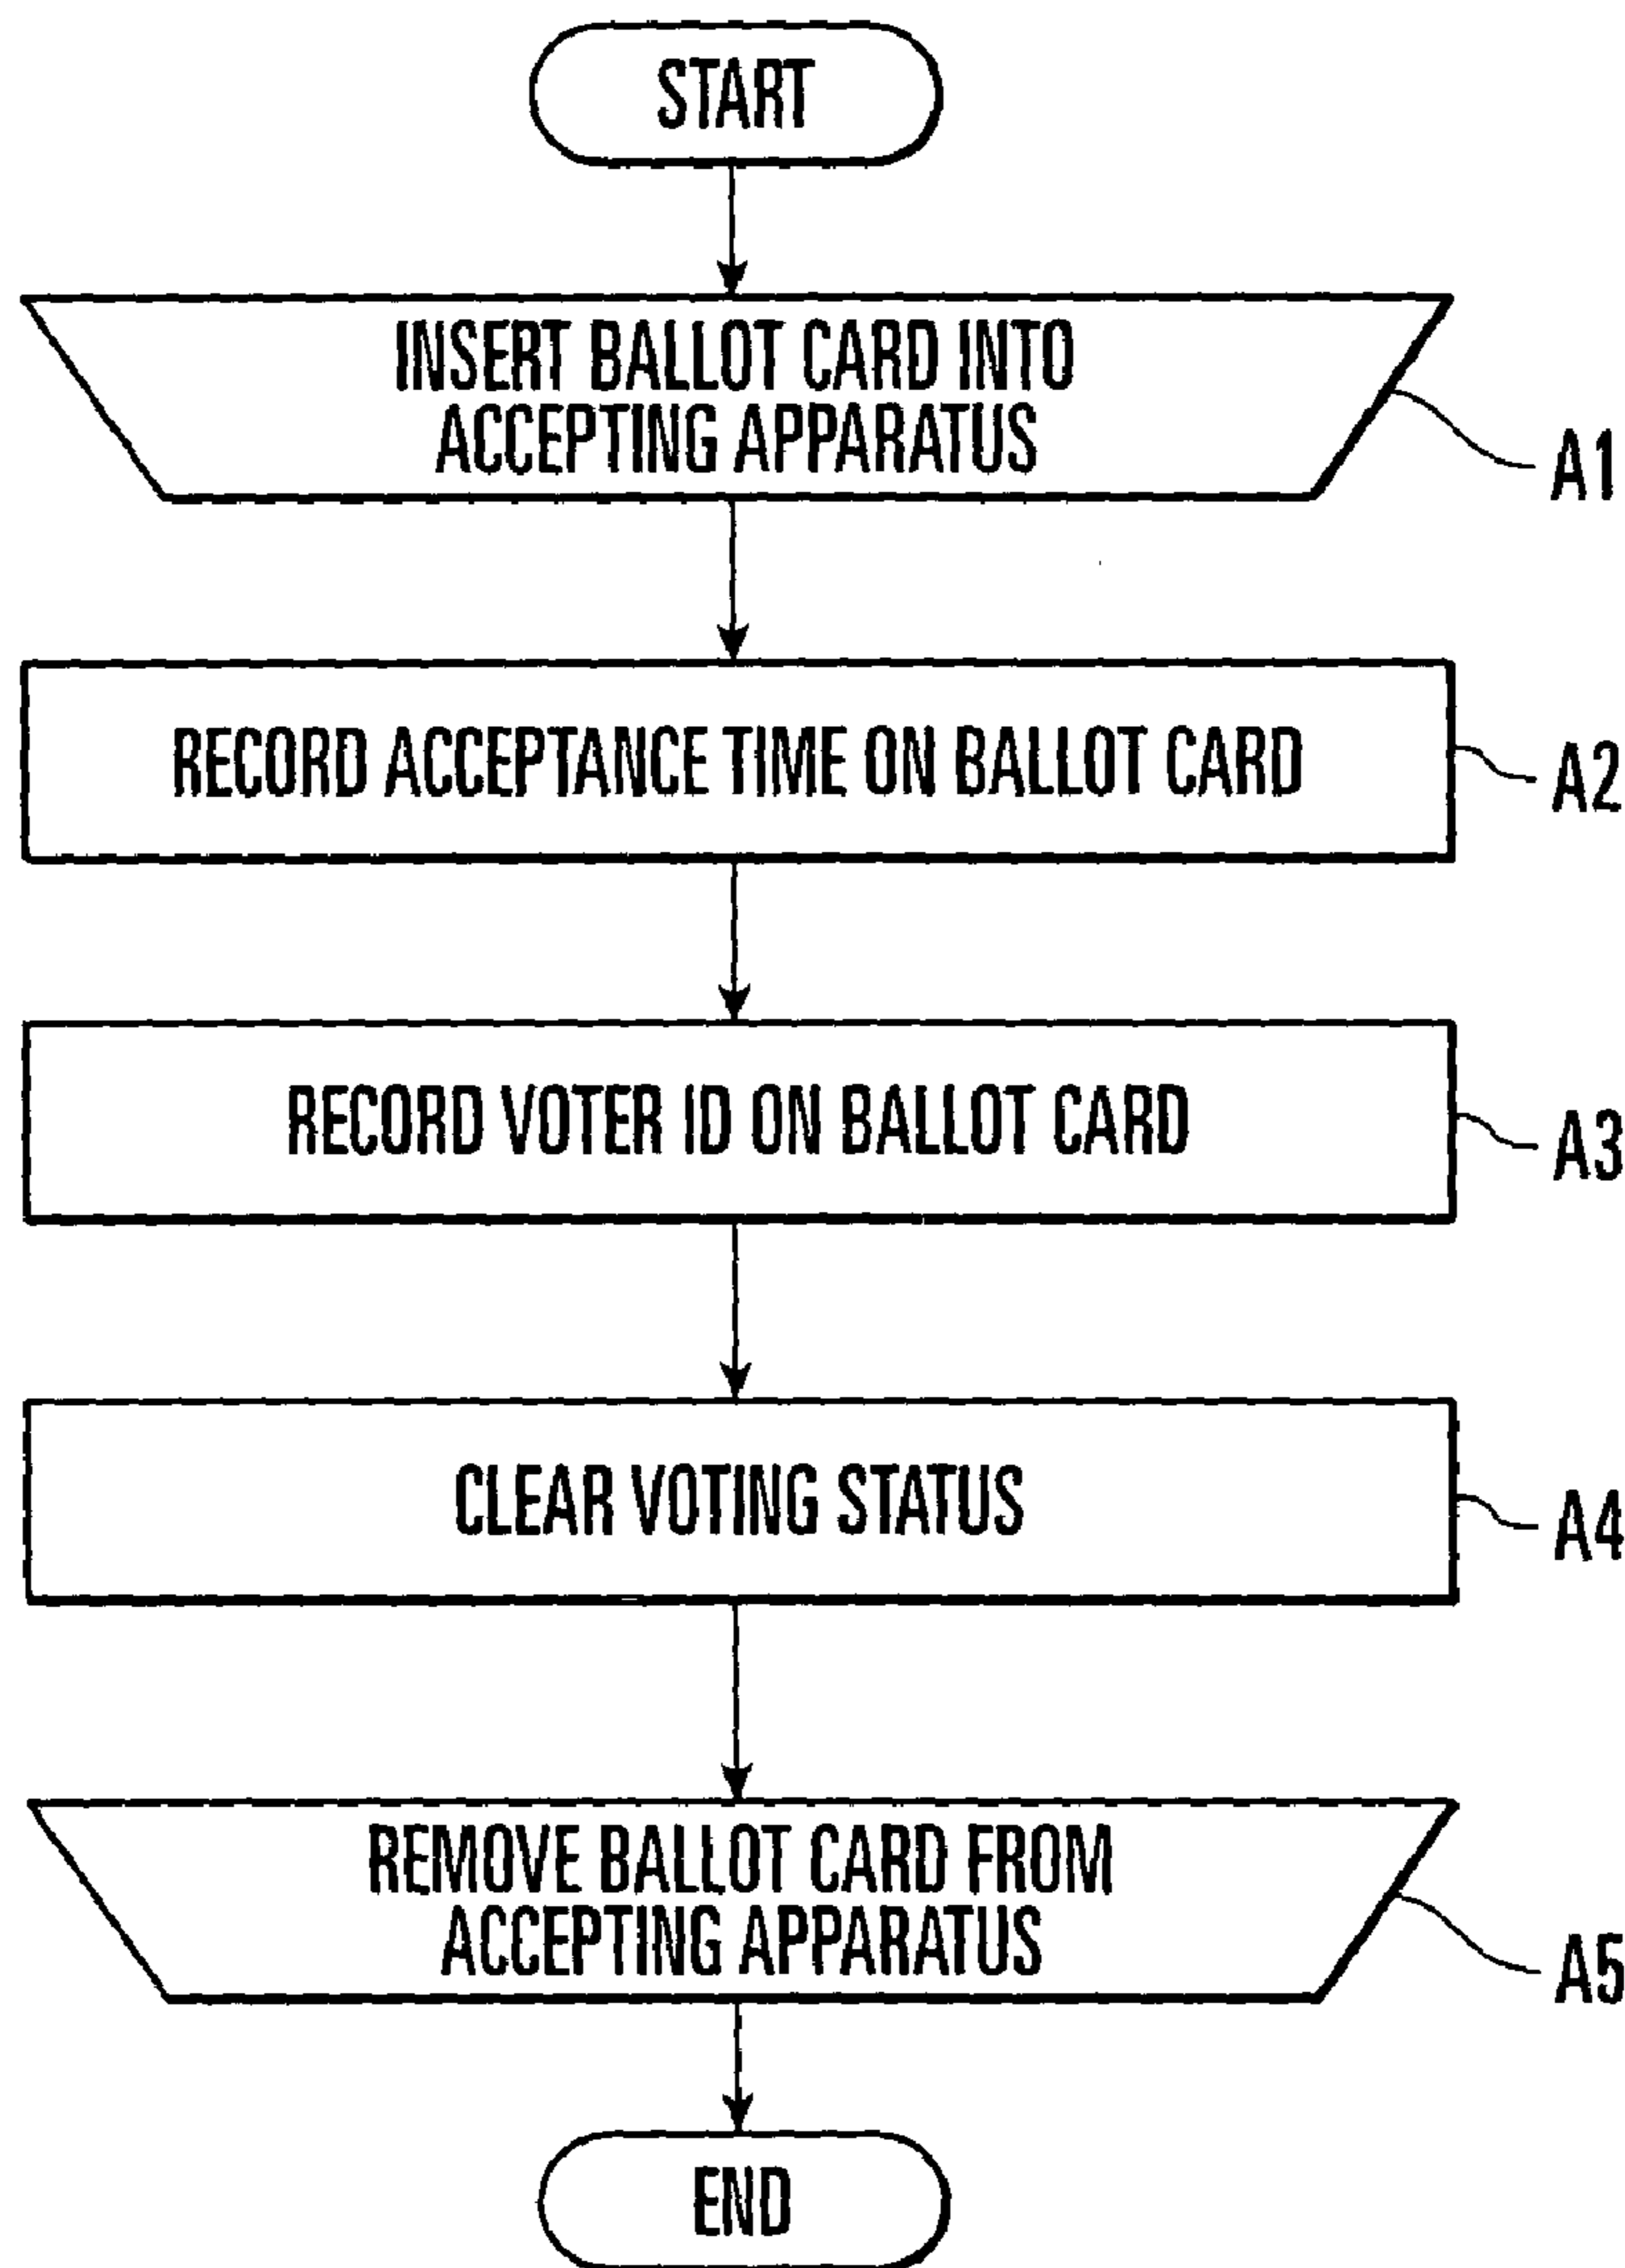 START
INSERT BALLOT CARD INTO
ACCEPTING APPARATUS
A1
RECORD ACCEPTANCE TIME ON BALLOT CARD
A2
RECORD VOTER ID ON BALLOT CARD
A3
CLEAR VOTING STATUS
A4
REMOVE BALLOT CARD FROM
ACCEPTING APPARATUS
A5
END